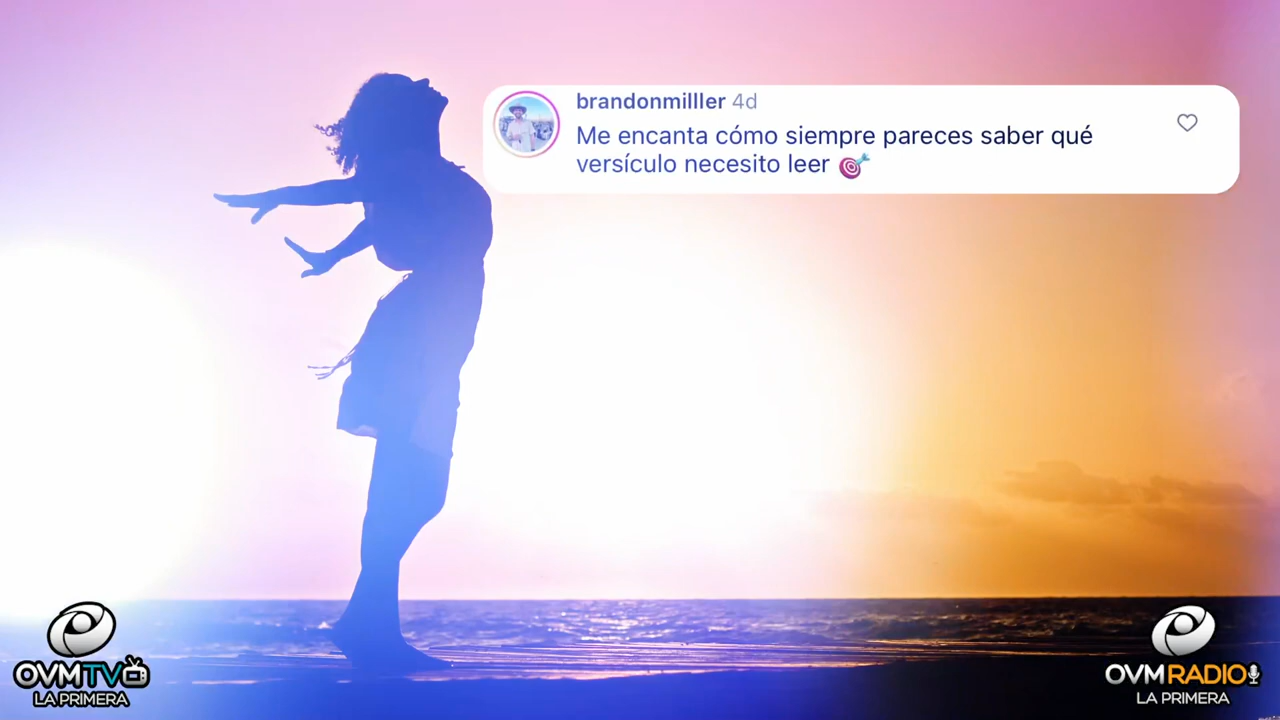 brandonmilller 4d
Me encanta cómo siempre pareces saber qué
versículo necesito leer 🎯
OVMTV
LA PRIMERA
OVMRADIO
LA PRIMERA